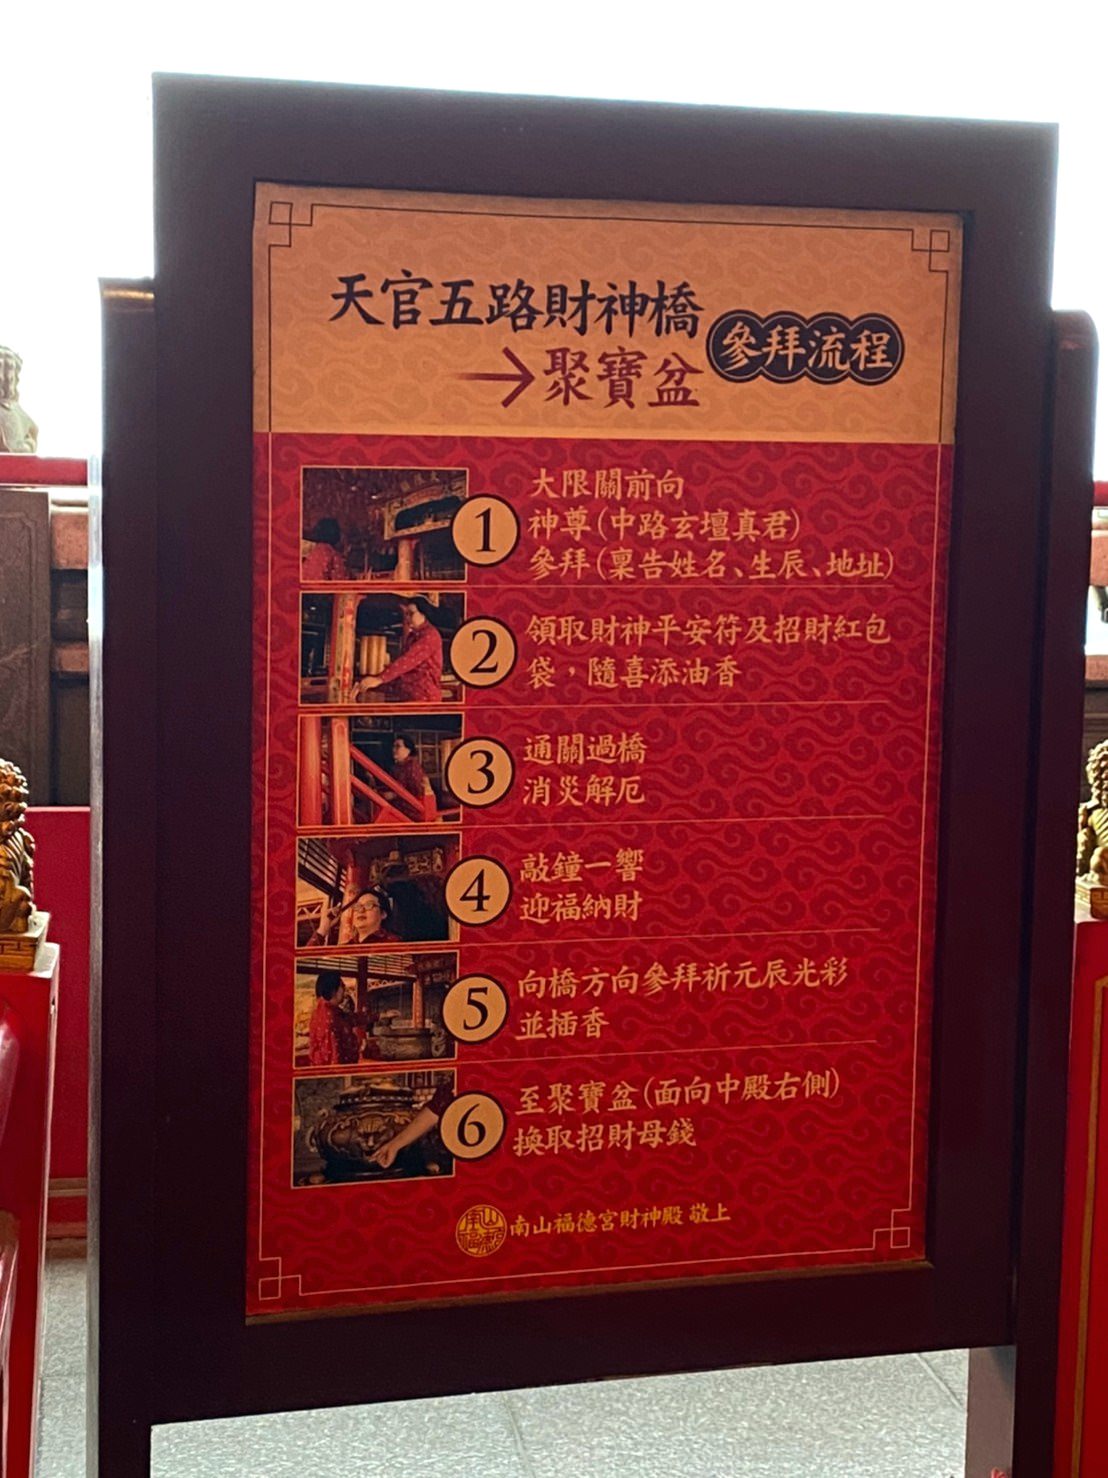 天官五路財神橋
→聚寶盆
參拜流程
1
大限關前向
神尊(中路玄壇真君)
參拜(稟告姓名、生辰、地址)
2
領取財神平安符及招財紅包
袋，隨喜添油香
3
通關過橋
消災解厄
4
敲鐘一響
迎福納財
5
向橋方向參拜祈元辰光彩
並插香
6
至聚寶盆(面向中殿右側)
換取招財母錢
南山福德宮財神殿 敬上